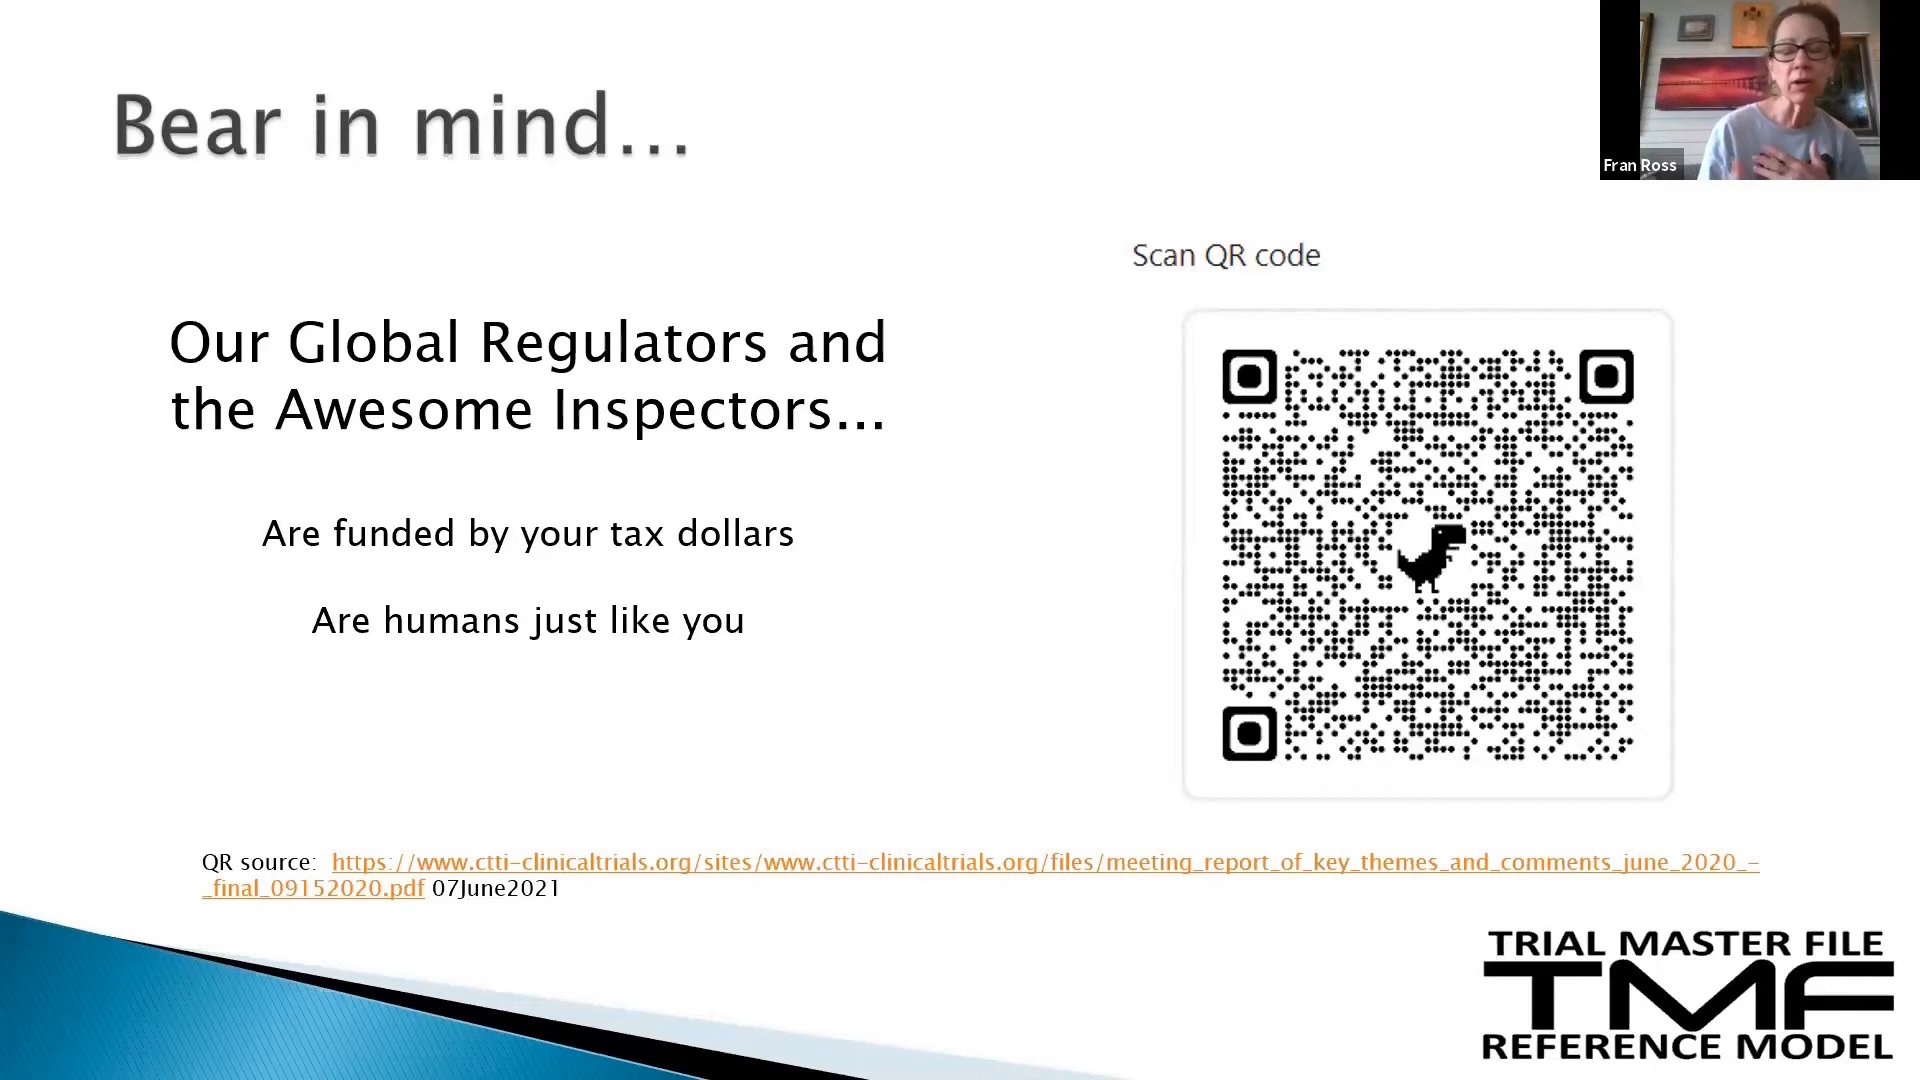 Bear in mind...
Fran Ross
Scan QR code
Our Global Regulators and
the Awesome Inspectors...
Are funded by your tax dollars
Are humans just like you
QR source: https://www.ctti-clinicaltrials.org/sites/www.ctti-clinicaltrials.org/files/meeting_report_of_key_themes_and_comments_june_2020_-
_final_09152020.pdf 07June2021
TRIAL MASTER FILE
TMF
REFERENCE MODEL